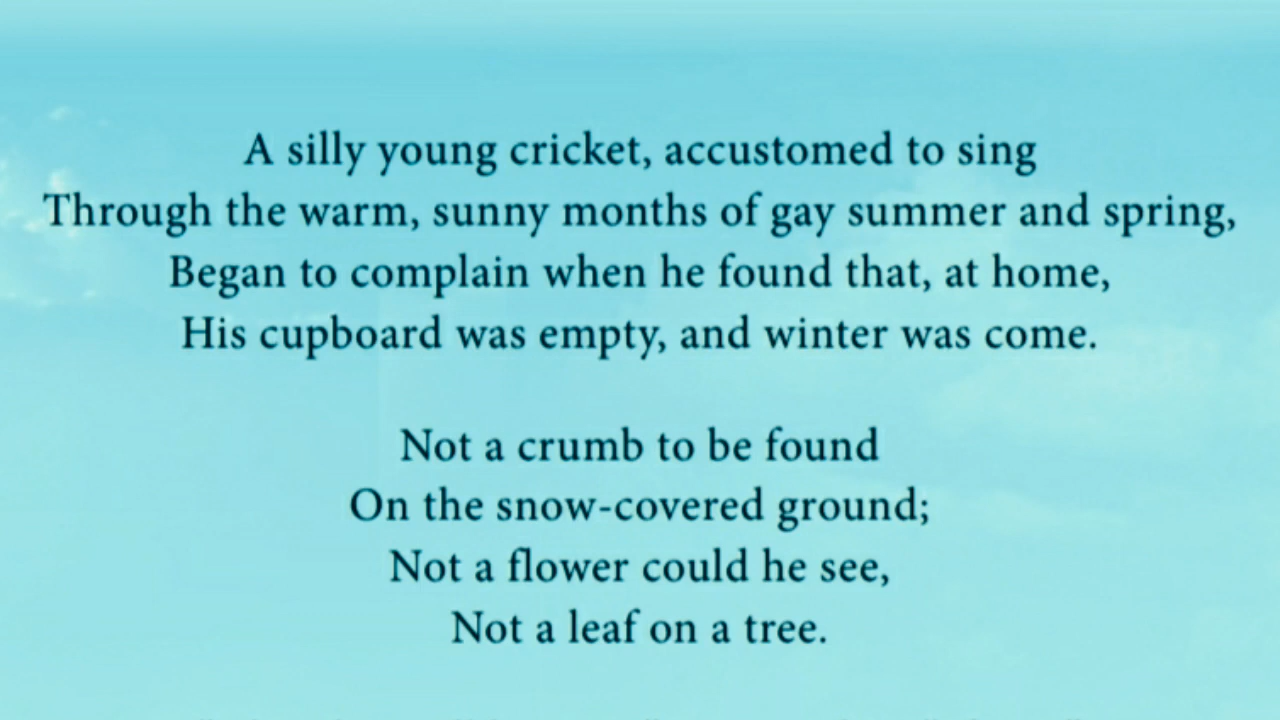 A silly young cricket, accustomed to sing
Through the warm, sunny months of gay summer and spring,
Began to complain when he found that, at home,
His cupboard was empty, and winter was come.
Not a crumb to be found
On the snow-covered ground;
Not a flower could he see,
Not a leaf on a tree.